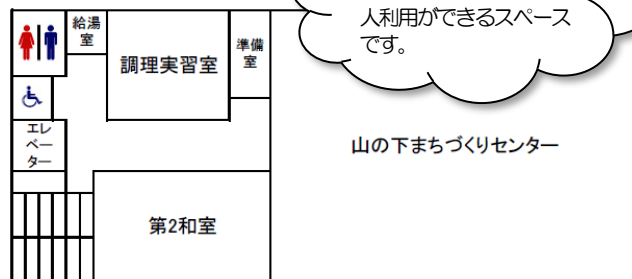 人利用ができるスペース
です。
給湯
室
調理実習室
準備
室
エレ
ベー
ター
山の下まちづくりセンター
第2和室